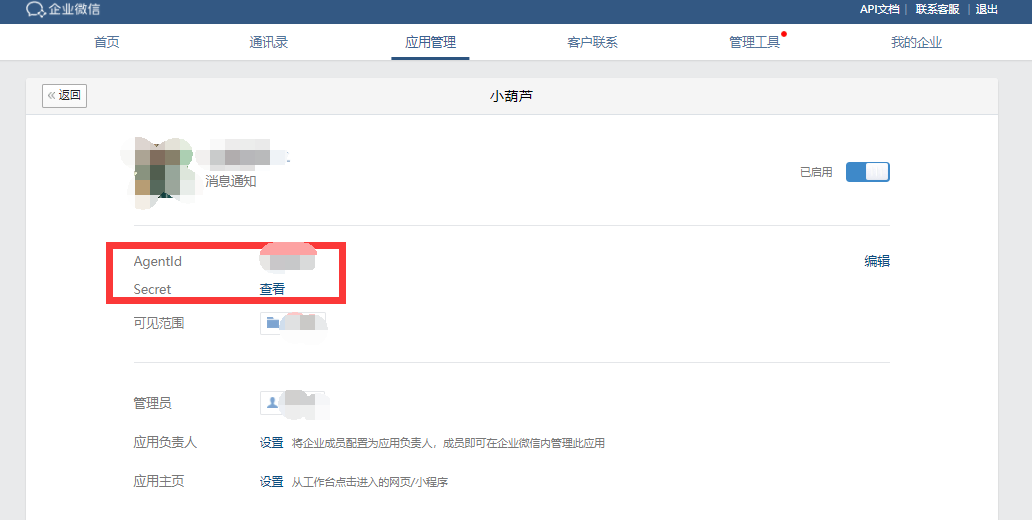 企业微信
API文档 | 联系客服 | 退出
首页 通讯录 应用管理 客户联系 管理工具 我的企业
«返回 小葫芦
消息通知
已启用
AgentId
编辑
Secret 查看
可见范围
管理员
应用负责人 设置 将企业成员配置为应用负责人，成员即可在企业微信内管理此应用
应用主页 设置 从工作台点击进入的网页/小程序